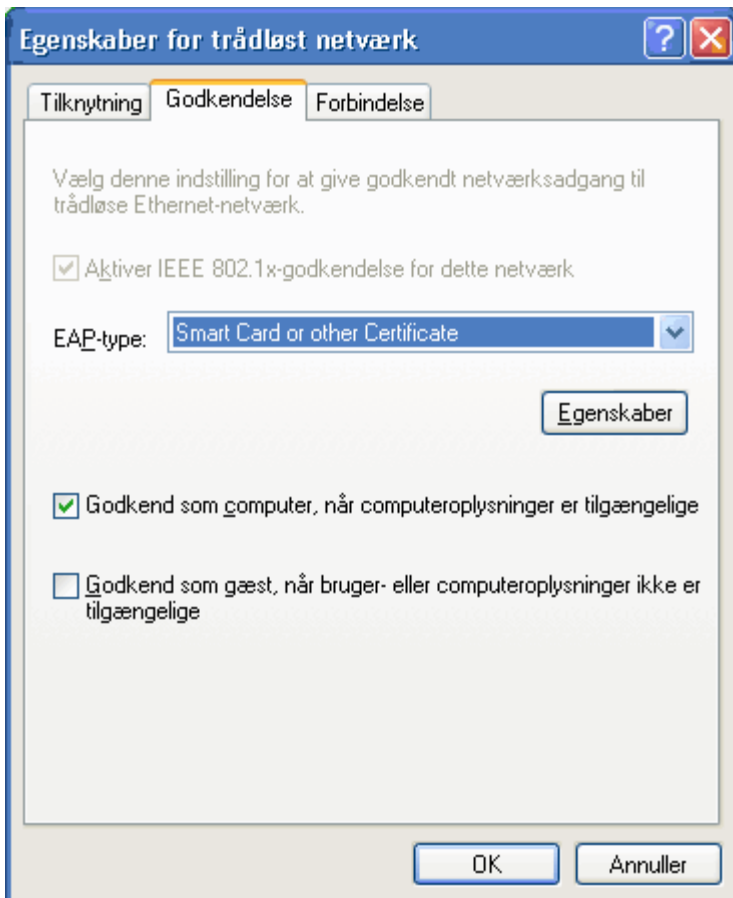 Egenskaber for trådløst netværk
Tilknytning Godkendelse Forbindelse
Vælg denne indstilling for at give godkendt netværksadgang til
trådløse Ethernet-netværk.
Aktiver IEEE 802.1x-godkendelse for dette netværk
EAP-type: Smart Card or other Certificate
Egenskaber
Godkend som computer, når computeroplysninger er tilgængelige
Godkend som gæst, når bruger- eller computeroplysninger ikke er
tilgængelige
OK Annuller